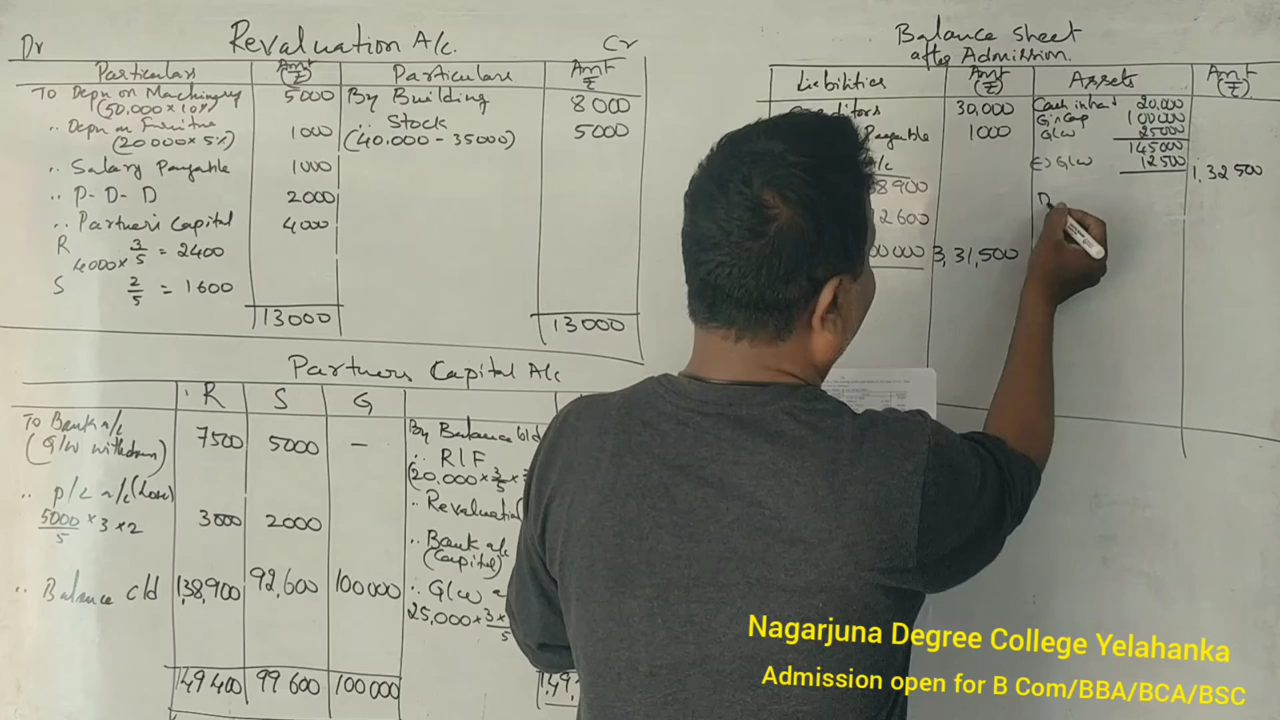 Dr Revaluation A/c. Cr
Particulars Amt (₹) Particulars Amt ₹
To Depn on Machinery 5000 By Building 8000
(50,000 × 10%)
.. Depn on Furnitre 1000 .. Stock 5000
(20000 × 5%) (40.000 - 35000)
.. Salary Payable 1000
.. P-D-D 2000
.. Partners Capital 4000
R 4000 × 3/5 = 2400
S 2/5 = 1600
13000 13000
Partners Capital A/c
R S G
To Bank a/c 7500 5000 — By Balance b/d
(G/w withdrawn) .. R/F
(20,000 × 3/5 ×
.. P/L a/c (Loss) 3000 2000 .. Revaluation
5000/5 × 3 × 2
.. Bank a/c
(Capital)
.. Balance c/d 1,38,900 92,600 100000 .. G/w
25,000 × 3/5
149400 99600 100000
Balance Sheet
after Admission.
Liabilities Amt (₹) Assets Amt (₹)
30,000 Cash in hand 20,000
G's cap 100000
Payable 1000 G/w 25000
145000
(-) G/w 12500 1,32,500
38900
2600
00000 3,31,500
Nagarjuna Degree College Yelahanka
Admission open for B Com/BBA/BCA/BSC